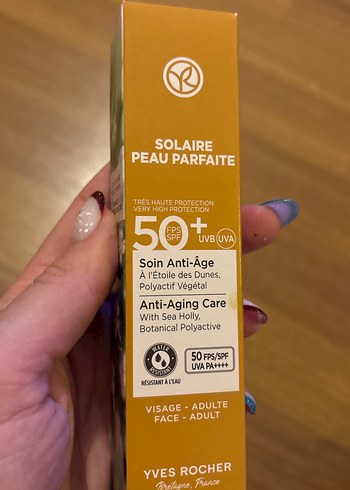 SOLAIRE
PEAU PARFAITE
TRÈS HAUTE PROTECTION
VERY HIGH PROTECTION
50+ FPS SPF UVB UVA
Soin Anti-Âge
À l'Étoile des Dunes,
Polyactif Végétal
Anti-Aging Care
With Sea Holly,
Botanical Polyactive
WATER RESISTANT
RÉSISTANT À L'EAU
50 FPS/SPF
UVA PA++++
VISAGE - ADULTE
FACE - ADULT
YVES ROCHER
Bretagne, France